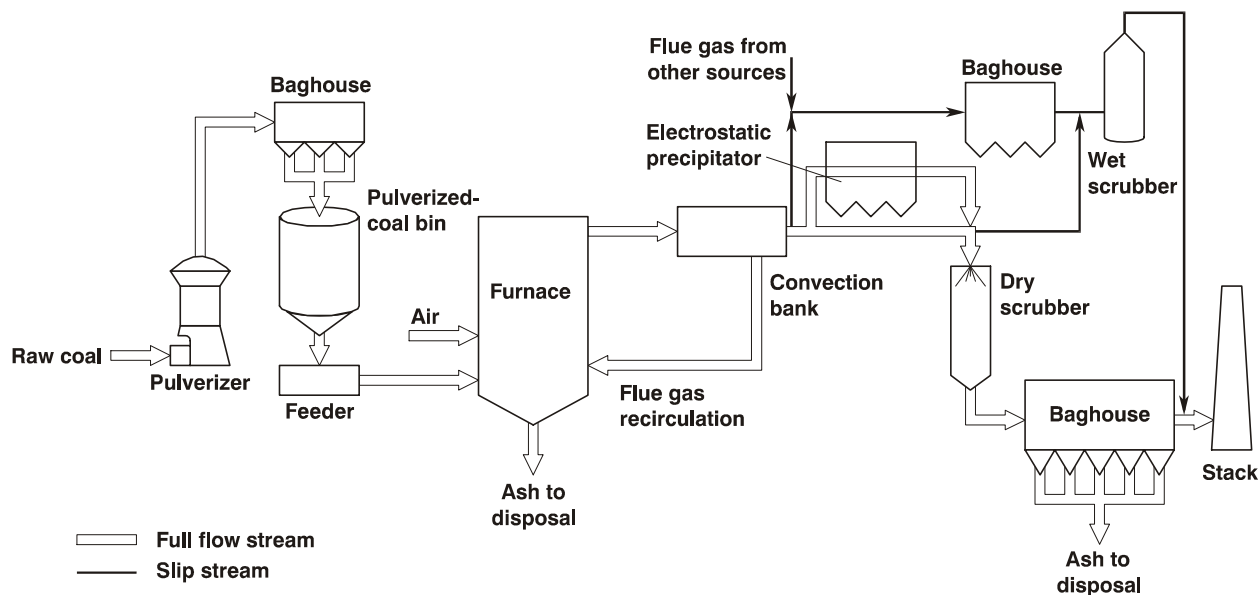 Flue gas from
other sources
Baghouse
Baghouse
Electrostatic
precipitator
Wet
scrubber
Pulverized-
coal bin
Furnace
Convection
bank
Dry
scrubber
Air
Raw coal
Pulverizer
Feeder
Flue gas
recirculation
Baghouse
Stack
Ash to
disposal
Full flow stream
Slip stream
Ash to
disposal